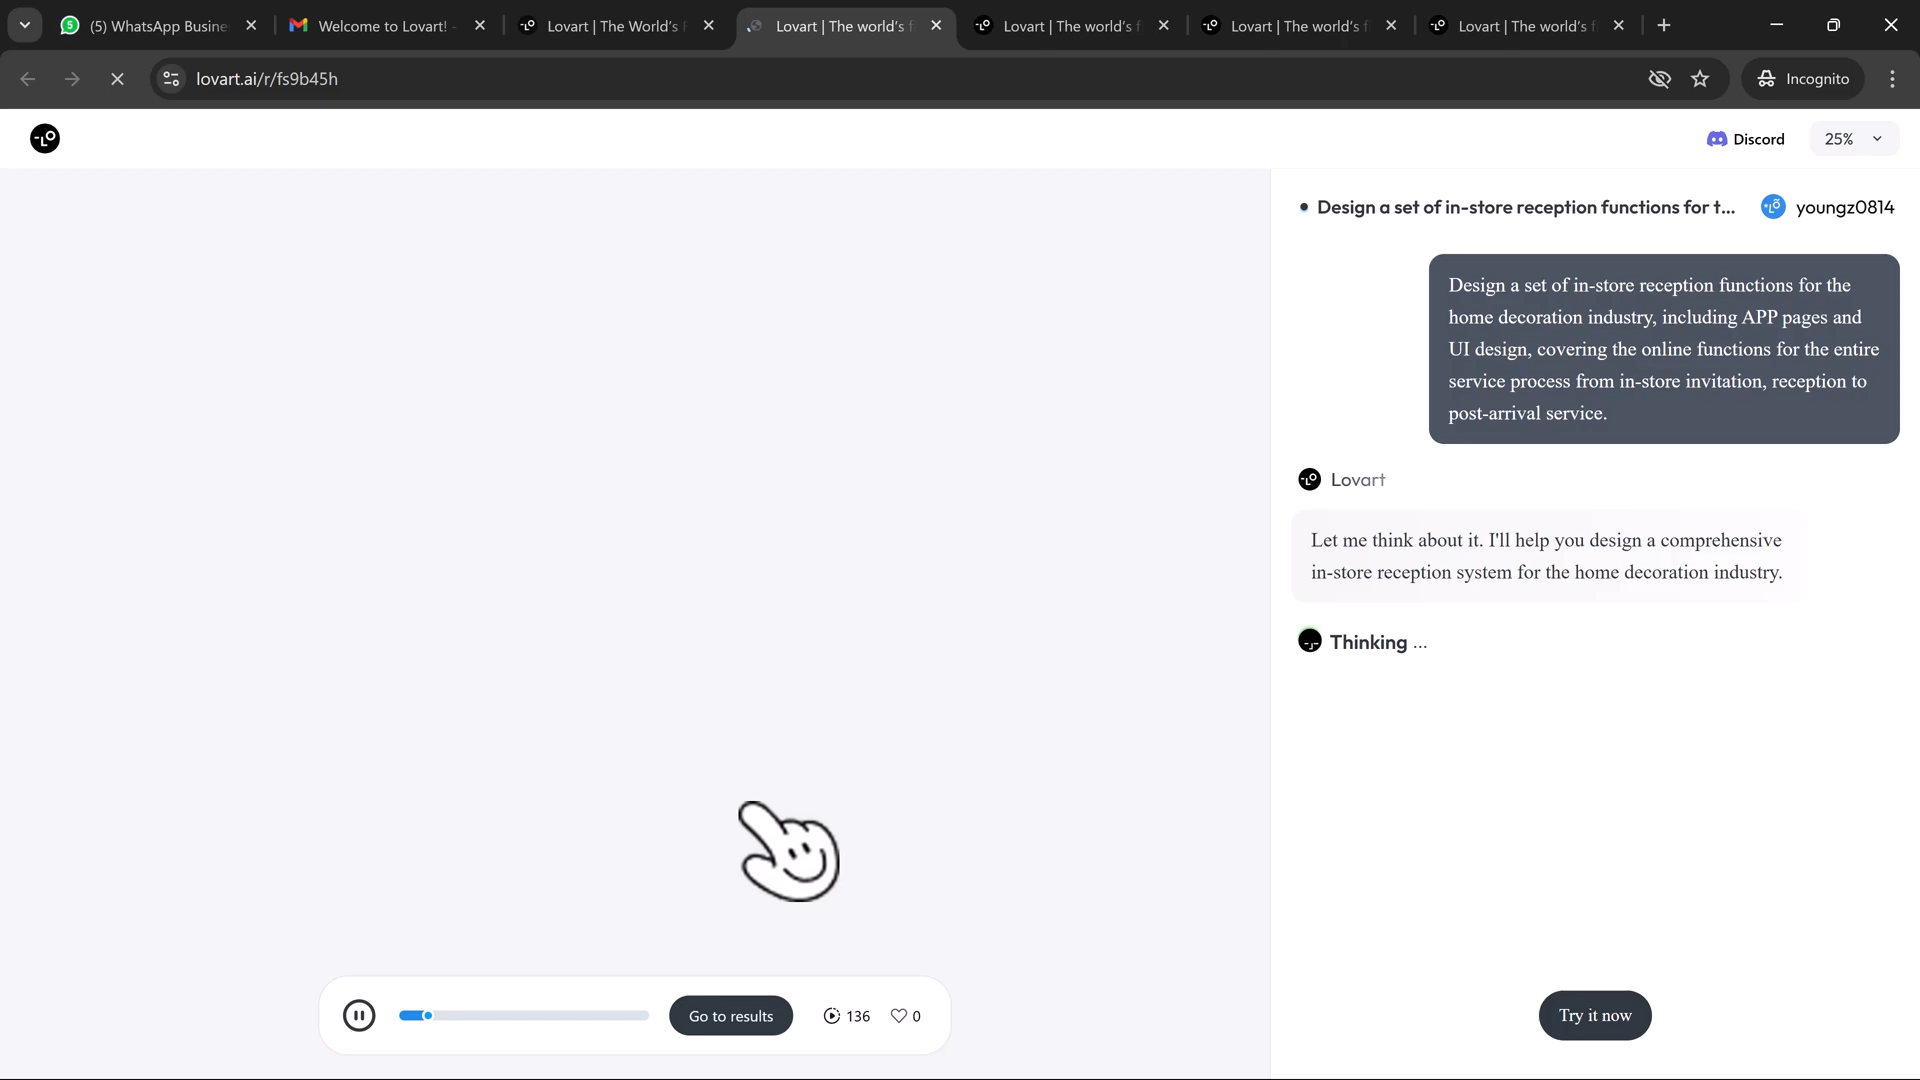 (5) WhatsApp Busine
Welcome to Lovart! -
Lovart | The World's F
Lovart | The world's f
Lovart | The world's f
Lovart | The world's f
Lovart | The world's f
lovart.ai/r/fs9b45h
Incognito
Discord
25%
Design a set of in-store reception functions for t...
youngz0814
Design a set of in-store reception functions for the
home decoration industry, including APP pages and
UI design, covering the online functions for the entire
service process from in-store invitation, reception to
post-arrival service.
Lovart
Let me think about it. I'll help you design a comprehensive
in-store reception system for the home decoration industry.
Thinking ...
Go to results
136
0
Try it now